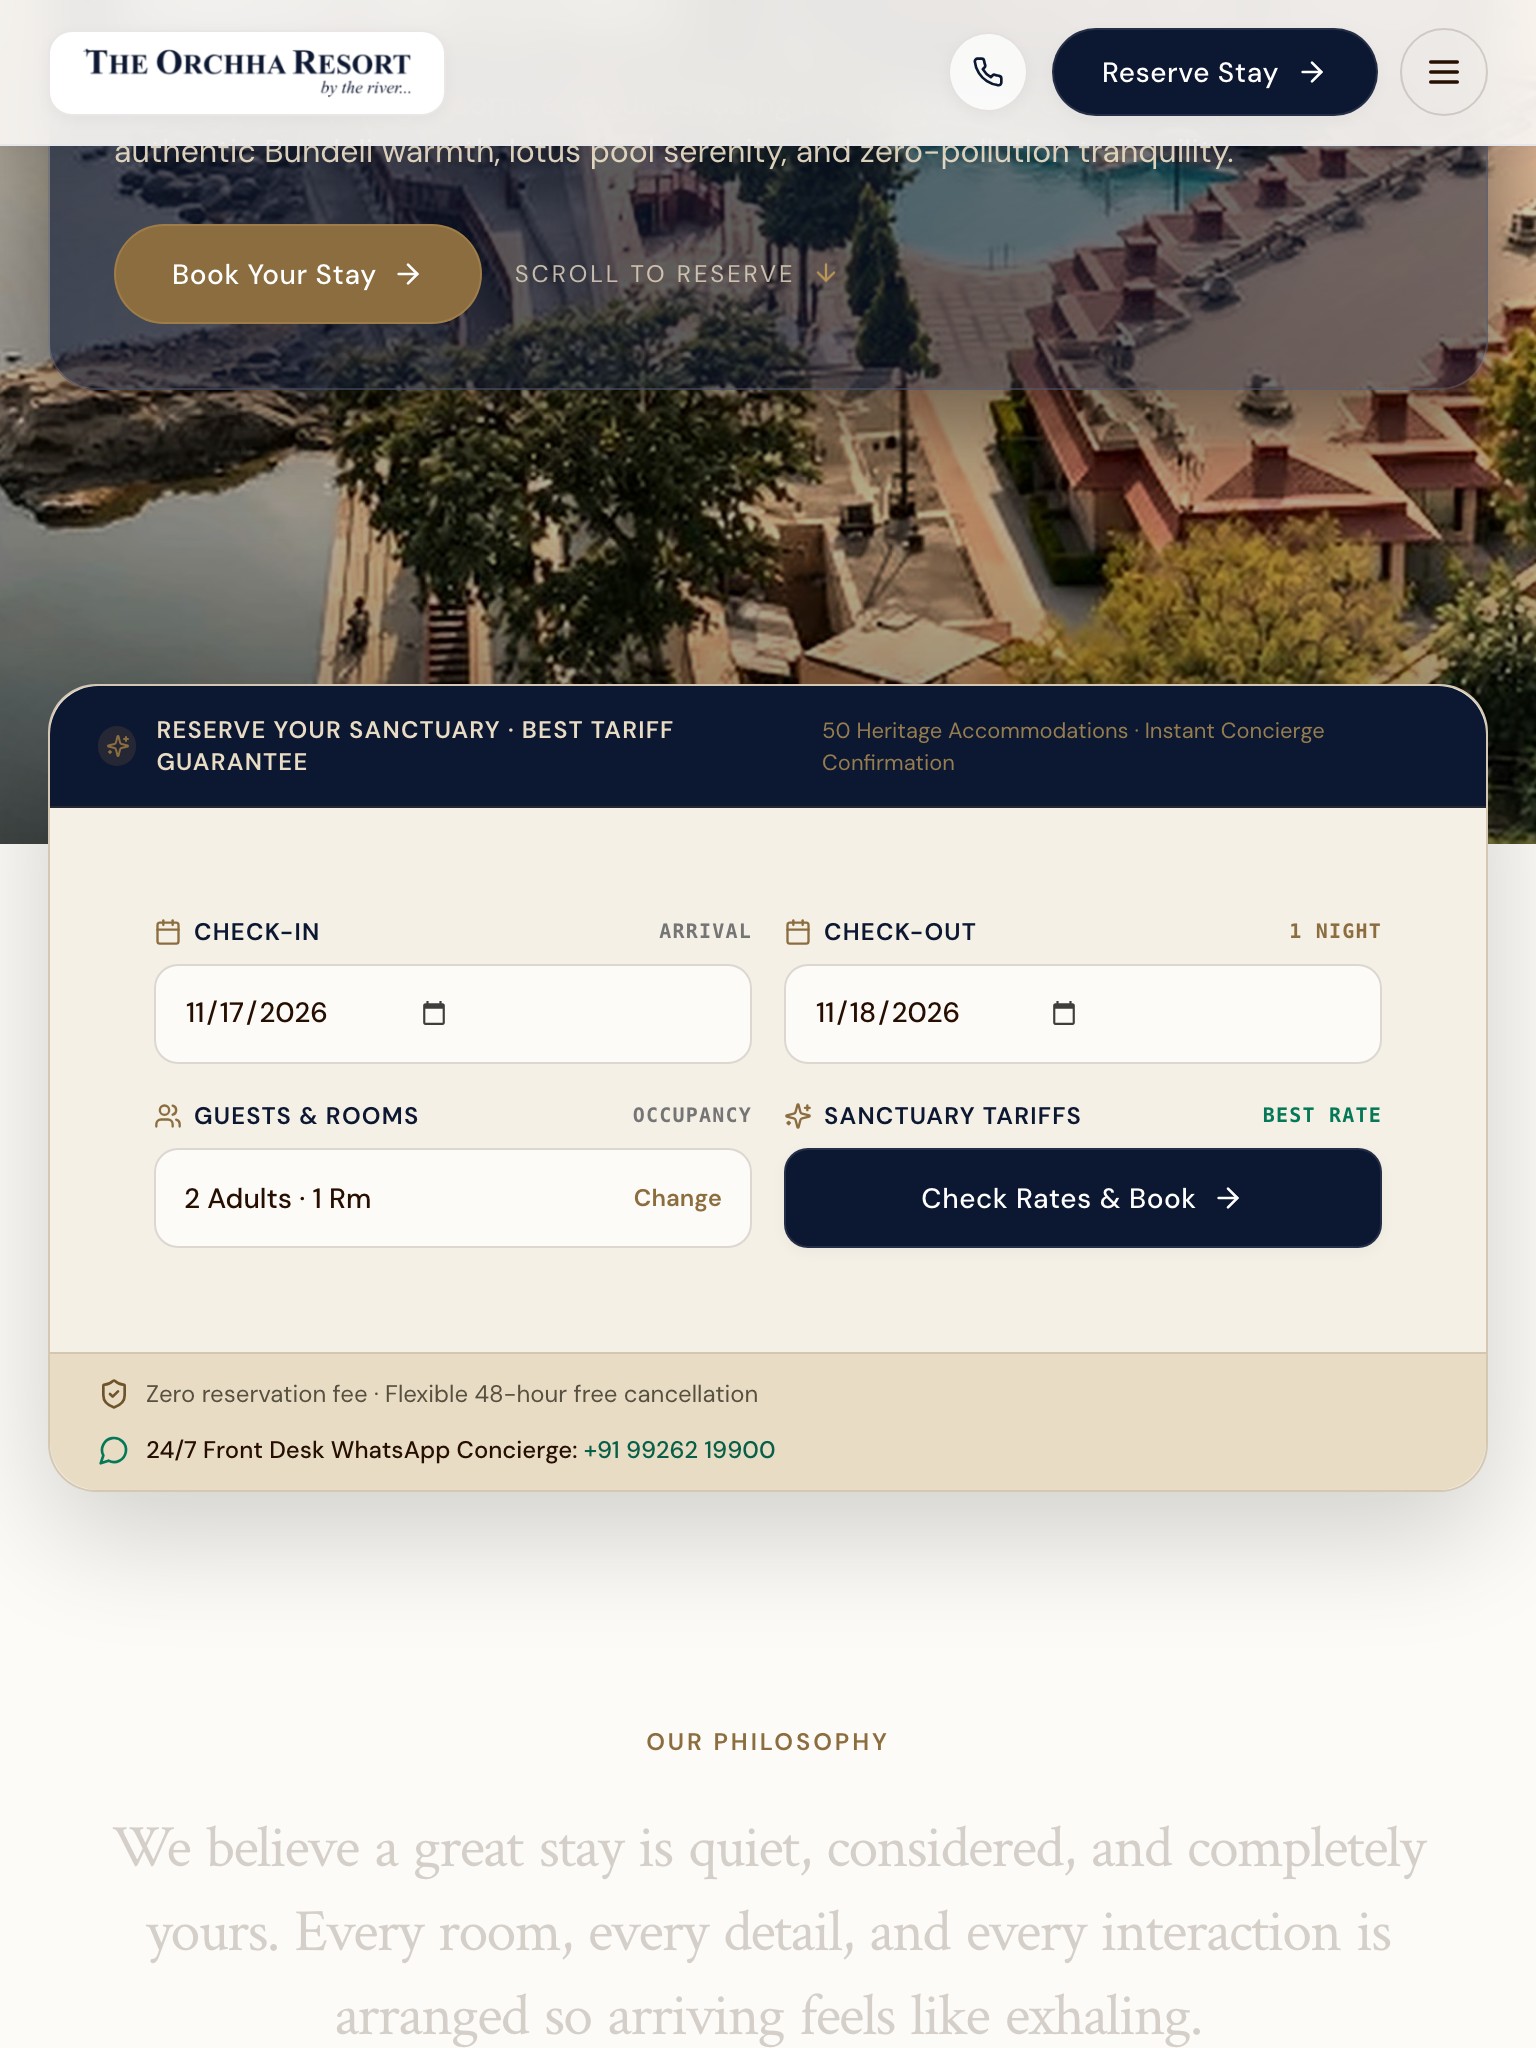 THE ORCHHA RESORT
by the river...
Reserve Stay
authentic Bundeli warmth, lotus pool serenity, and zero-pollution tranquility.
Book Your Stay
SCROLL TO RESERVE
RESERVE YOUR SANCTUARY · BEST TARIFF
GUARANTEE
50 Heritage Accommodations · Instant Concierge
Confirmation
CHECK-IN
ARRIVAL
11/17/2026
CHECK-OUT
1 NIGHT
11/18/2026
GUESTS & ROOMS
OCCUPANCY
2 Adults · 1 Rm
Change
SANCTUARY TARIFFS
BEST RATE
Check Rates & Book
Zero reservation fee · Flexible 48-hour free cancellation
24/7 Front Desk WhatsApp Concierge: +91 99262 19900
OUR PHILOSOPHY
We believe a great stay is quiet, considered, and completely
yours. Every room, every detail, and every interaction is
arranged so arriving feels like exhaling.